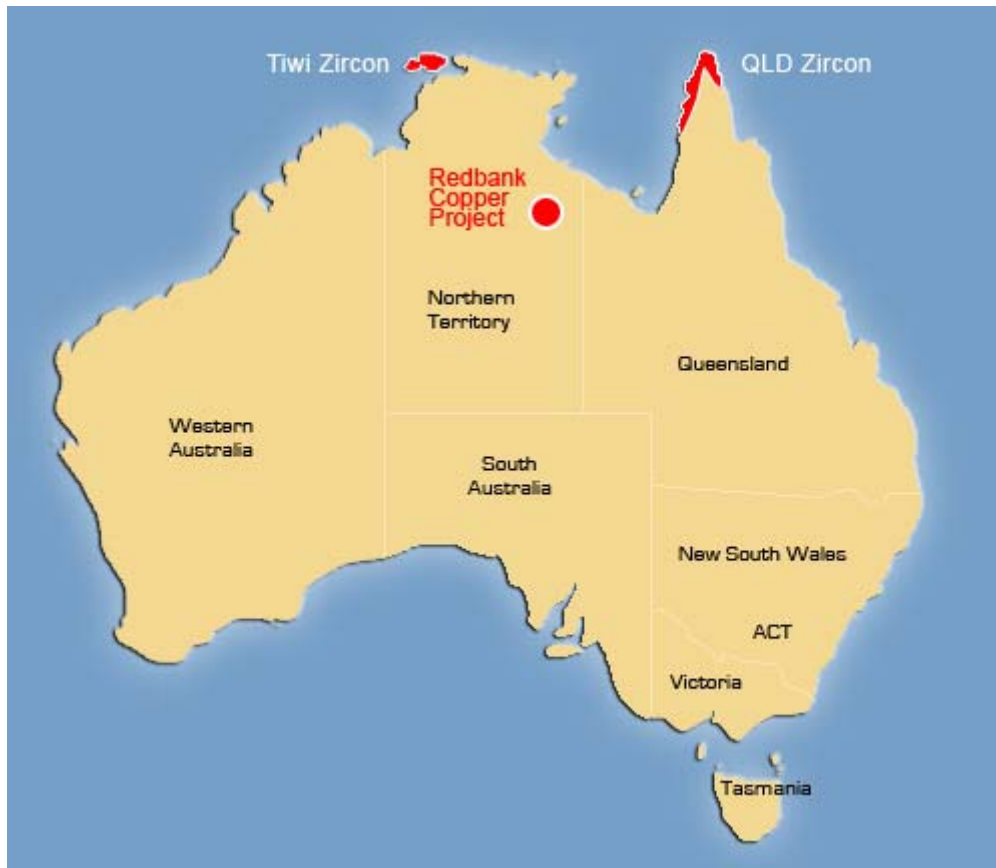 Tiwi Zircon
QLD Zircon
Redbank
Copper
Project
Northern
Territory
Queensland
Western
Australia
South
Australia
New South Wales
ACT
Victoria
Tasmania